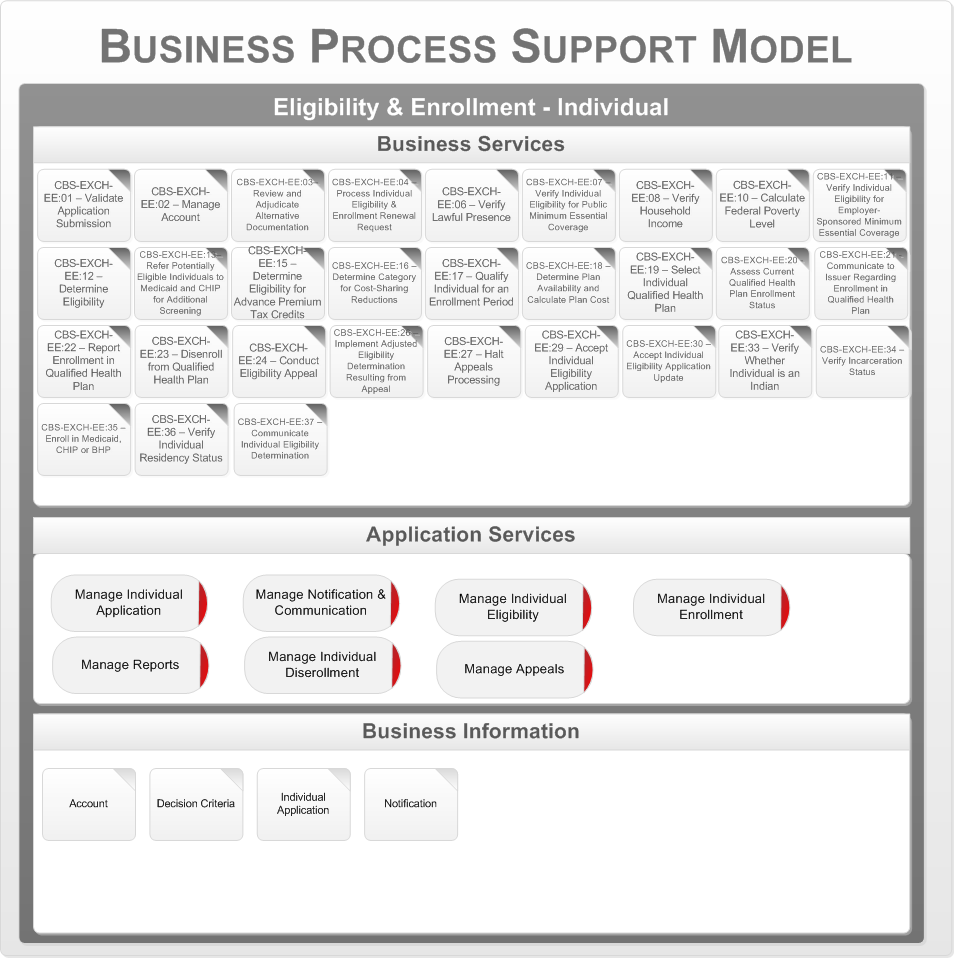 BUSINESS PROCESS SUPPORT MODEL
Eligibility & Enrollment - Individual
Business Services
CBS-EXCH-
EE:01 – Validate
Application
Submission
CBS-EXCH-
EE:02 – Manage
Account
CBS-EXCH-EE:03–
Review and
Adjudicate
Alternative
Documentation
CBS-EXCH-EE:04 –
Process Individual
Eligibility &
Enrollment Renewal
Request
CBS-EXCH-
EE:06 – Verify
Lawful Presence
CBS-EXCH-EE:07 –
Verify Individual
Eligibility for Public
Minimum Essential
Coverage
CBS-EXCH-
EE:08 – Verify
Household
Income
CBS-EXCH-
EE:10 – Calculate
Federal Poverty
Level
CBS-EXCH-EE:11 –
Verify Individual
Eligibility for
Employer-
Sponsored Minimum
Essential Coverage
CBS-EXCH-
EE:12 –
Determine
Eligibility
CBS-EXCH-EE:13–
Refer Potentially
Eligible Individuals to
Medicaid and CHIP
for Additional
Screening
CBS-EXCH-
EE:15 –
Determine
Eligibility for
Advance Premium
Tax Credits
CBS-EXCH-EE:16 –
Determine Category
for Cost-Sharing
Reductions
CBS-EXCH-
EE:17 – Qualify
Individual for an
Enrollment Period
CBS-EXCH-EE:18 –
Determine Plan
Availability and
Calculate Plan Cost
CBS-EXCH-
EE:19 – Select
Individual
Qualified Health
Plan
CBS-EXCH-EE:20 -
Assess Current
Qualified Health
Plan Enrollment
Status
CBS-EXCH-EE:21 -
Communicate to
Issuer Regarding
Enrollment in
Qualified Health
Plan
CBS-EXCH-
EE:22 – Report
Enrollment in
Qualified Health
Plan
CBS-EXCH-
EE:23 – Disenroll
from Qualified
Health Plan
CBS-EXCH-
EE:24 – Conduct
Eligibility Appeal
CBS-EXCH-EE:26 –
Implement Adjusted
Eligibility
Determination
Resulting from
Appeal
CBS-EXCH-
EE:27 – Halt
Appeals
Processing
CBS-EXCH-
EE:29 – Accept
Individual
Eligibility
Application
CBS-EXCH-EE:30 –
Accept Individual
Eligibility Application
Update
CBS-EXCH-
EE:33 – Verify
Whether
Individual is an
Indian
CBS-EXCH-EE:34 –
Verify Incarceration
Status
CBS-EXCH-EE:35 –
Enroll in Medicaid,
CHIP or BHP
CBS-EXCH-
EE:36 – Verify
Individual
Residency Status
CBS-EXCH-EE:37 –
Communicate
Individual Eligibility
Determination
Application Services
Manage Individual
Application
Manage Notification &
Communication
Manage Individual
Eligibility
Manage Individual
Enrollment
Manage Reports
Manage Individual
Diserollment
Manage Appeals
Business Information
Account
Decision Criteria
Individual
Application
Notification